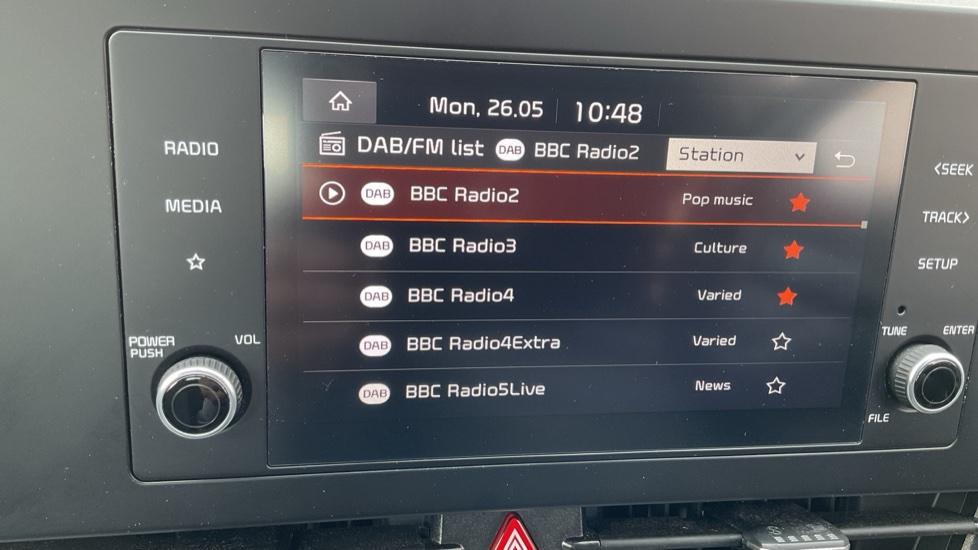 Mon, 26.05 10:48
DAB/FM list DAB BBC Radio2 Station
DAB BBC Radio2 Pop music
DAB BBC Radio3 Culture
DAB BBC Radio4 Varied
DAB BBC Radio4Extra Varied
DAB BBC Radio5Live News
RADIO
MEDIA
POWER
PUSH
VOL
<SEEK
TRACK>
SETUP
TUNE
ENTER
FILE